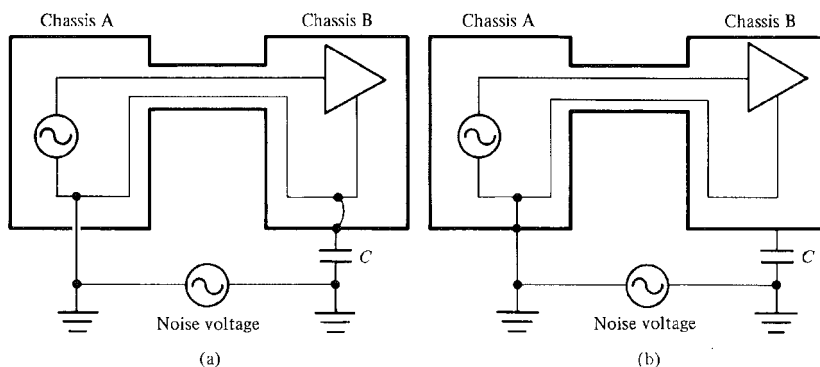 Chassis A
Chassis B
C
Noise voltage
(a)
Chassis A
Chassis B
C
Noise voltage
(b)